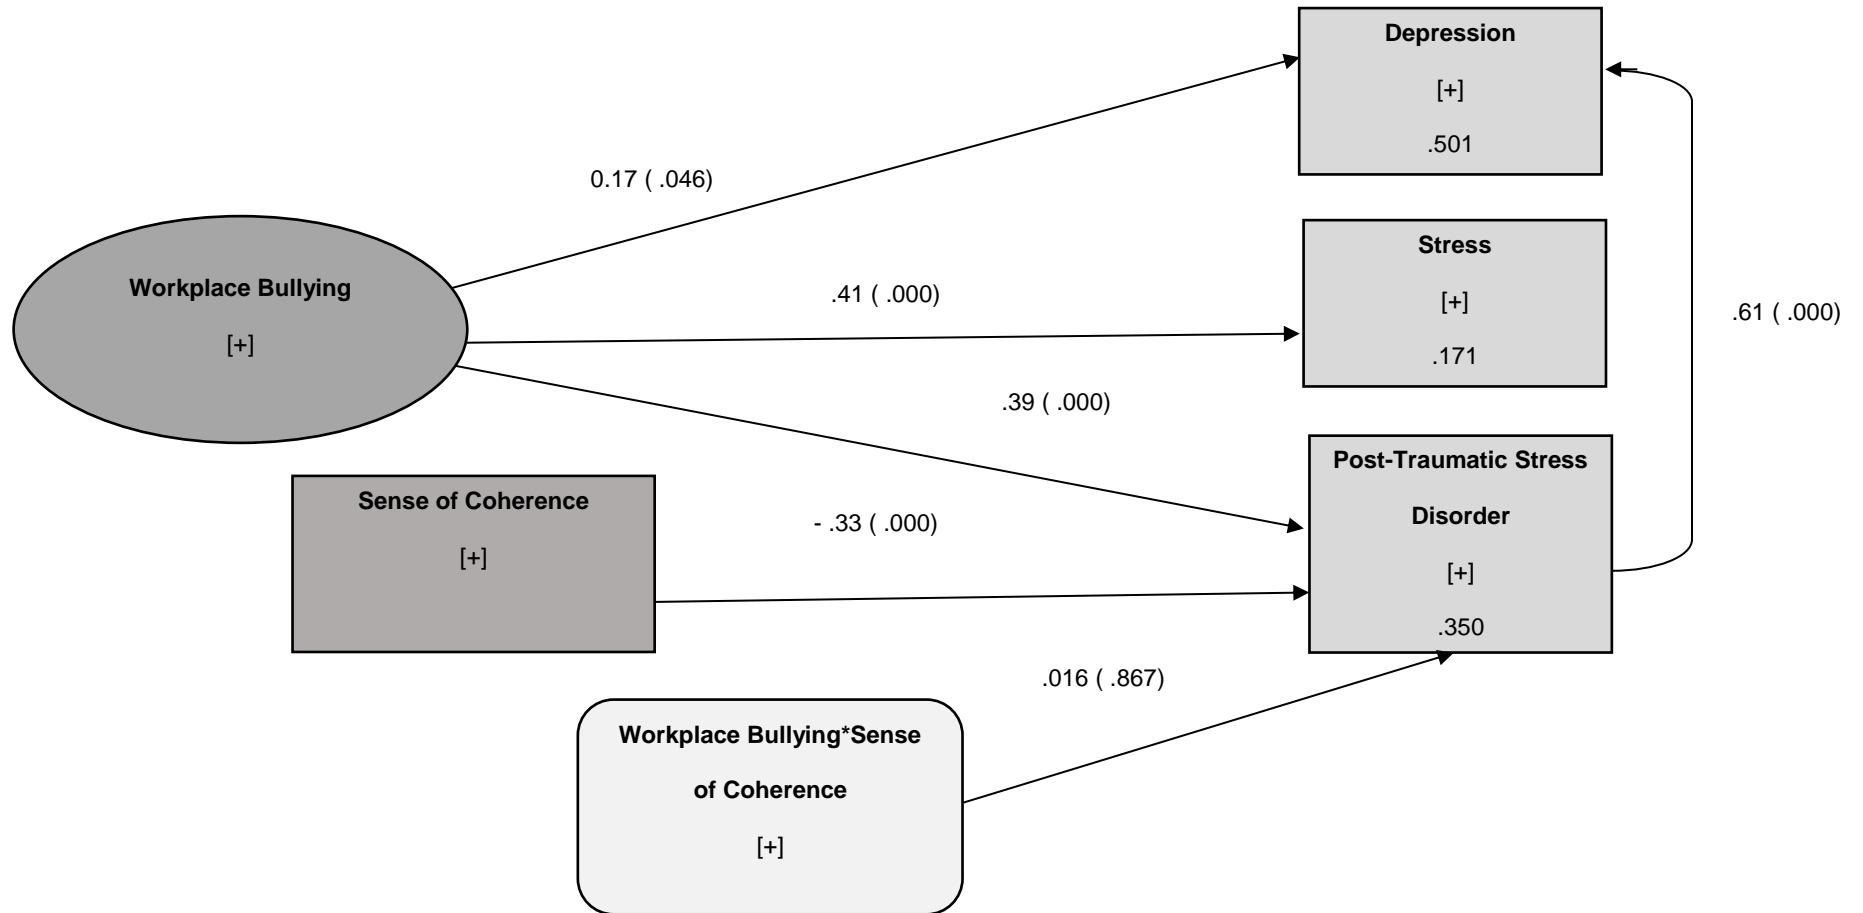 Depression
[+]
.501
0.17 ( .046)
Workplace Bullying
[+]
Stress
[+]
.171
.41 ( .000)
.61 ( .000)
.39 ( .000)
Post-Traumatic Stress
Disorder
[+]
.350
Sense of Coherence
[+]
- .33 ( .000)
.016 ( .867)
Workplace Bullying*Sense
of Coherence
[+]